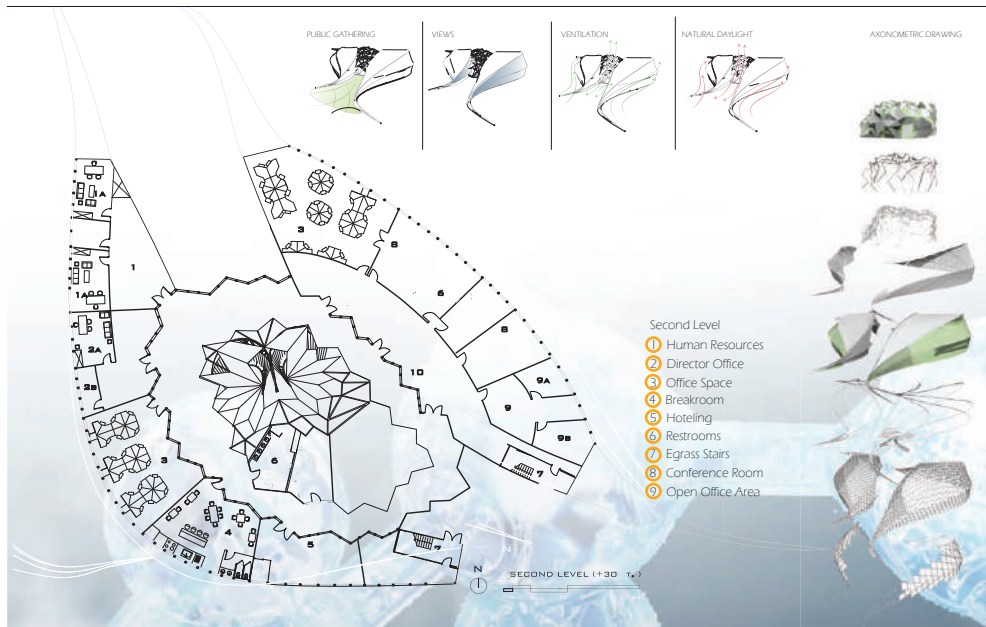 PUBLIC GATHERING
VIEWS
VENTILATION
NATURAL DAYLIGHT
AXONOMETRIC DRAWING
1A
3
8
1
6
1A
8
2A
10
9A
2B
9
9B
3
6
7
4
5
7
Second Level
1 Human Resources
2 Director Office
3 Office Space
4 Breakroom
5 Hoteling
6 Restrooms
7 Egrass Stairs
8 Conference Room
9 Open Office Area
N
N
SECOND LEVEL (+30